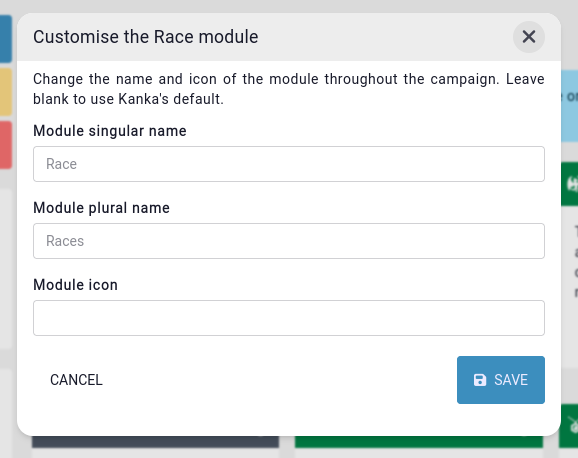 Customise the Race module
Change the name and icon of the module throughout the campaign. Leave
blank to use Kanka's default.
Module singular name
Race
Module plural name
Races
Module icon
CANCEL
SAVE